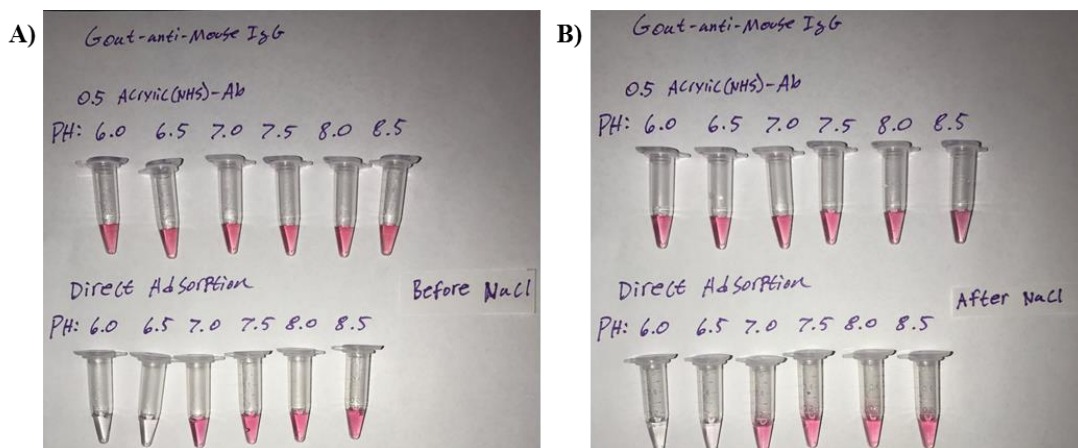 A)
Gout-anti-Mouse IgG
0.5 Acrylic(NHS)-Ab
PH: 6.0 6.5 7.0 7.5 8.0 8.5
Direct Adsorption
Before NaCl
PH: 6.0 6.5 7.0 7.5 8.0 8.5
B)
Gout-anti-Mouse IgG
0.5 Acrylic(NHS)-Ab
PH: 6.0 6.5 7.0 7.5 8.0 8.5
Direct Adsorption
After NaCl
PH: 6.0 6.5 7.0 7.5 8.0 8.5